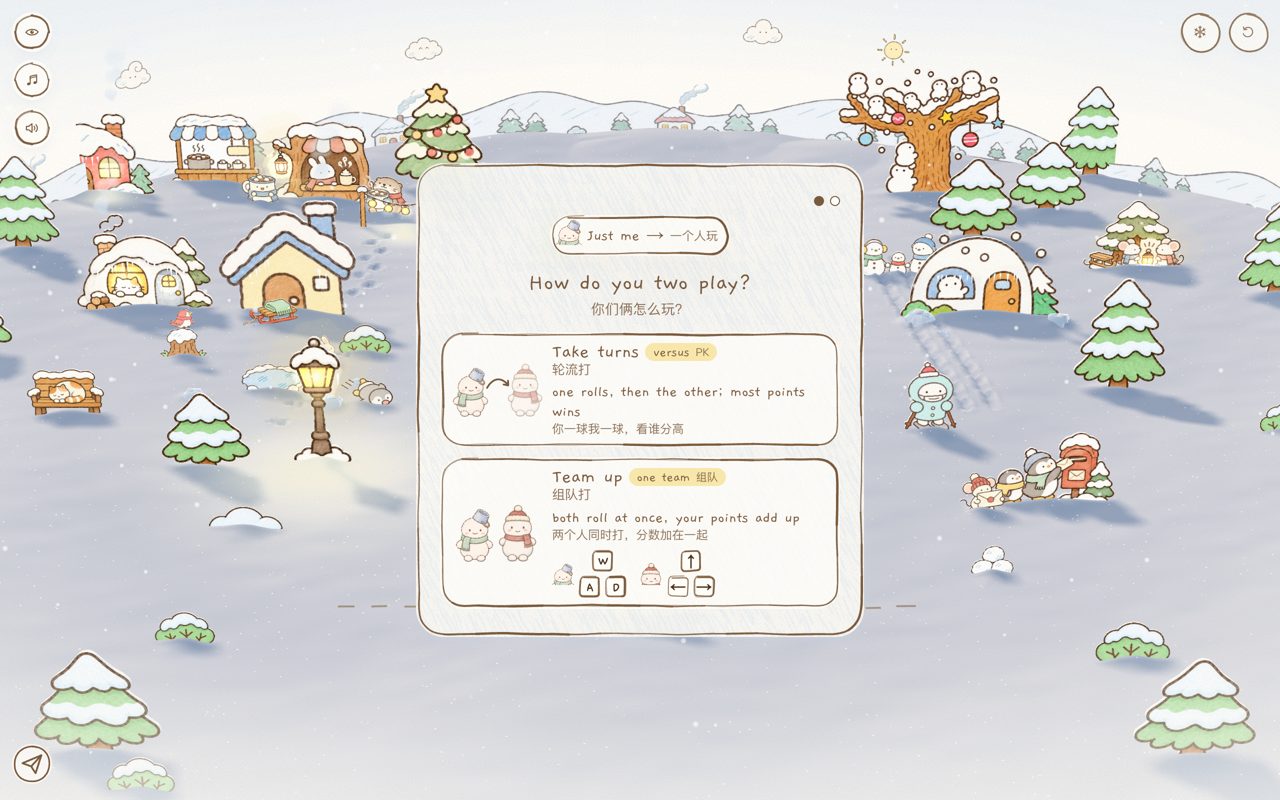 Just me → 一个人玩
How do you two play?
你们俩怎么玩?
Take turns versus PK
轮流打
one rolls, then the other; most points
wins
你一球我一球，看谁分高
Team up one team 组队
组队打
both roll at once, your points add up
两个人同时打，分数加在一起
W ↑
A D ← →